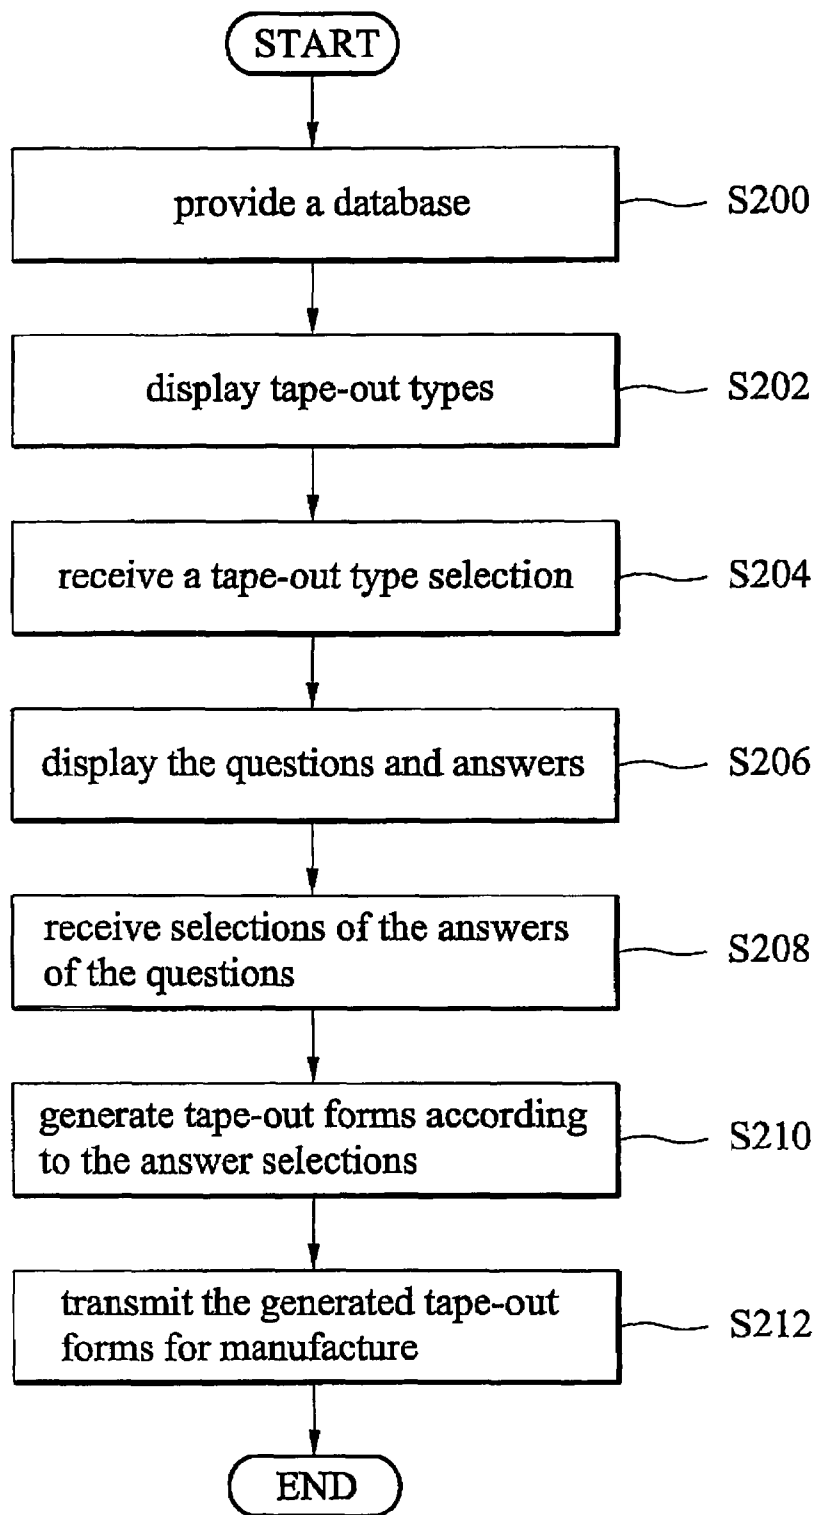 START
provide a database
S200
display tape-out types
S202
receive a tape-out type selection
S204
display the questions and answers
S206
receive selections of the answers
of the questions
S208
generate tape-out forms according
to the answer selections
S210
transmit the generated tape-out
forms for manufacture
S212
END